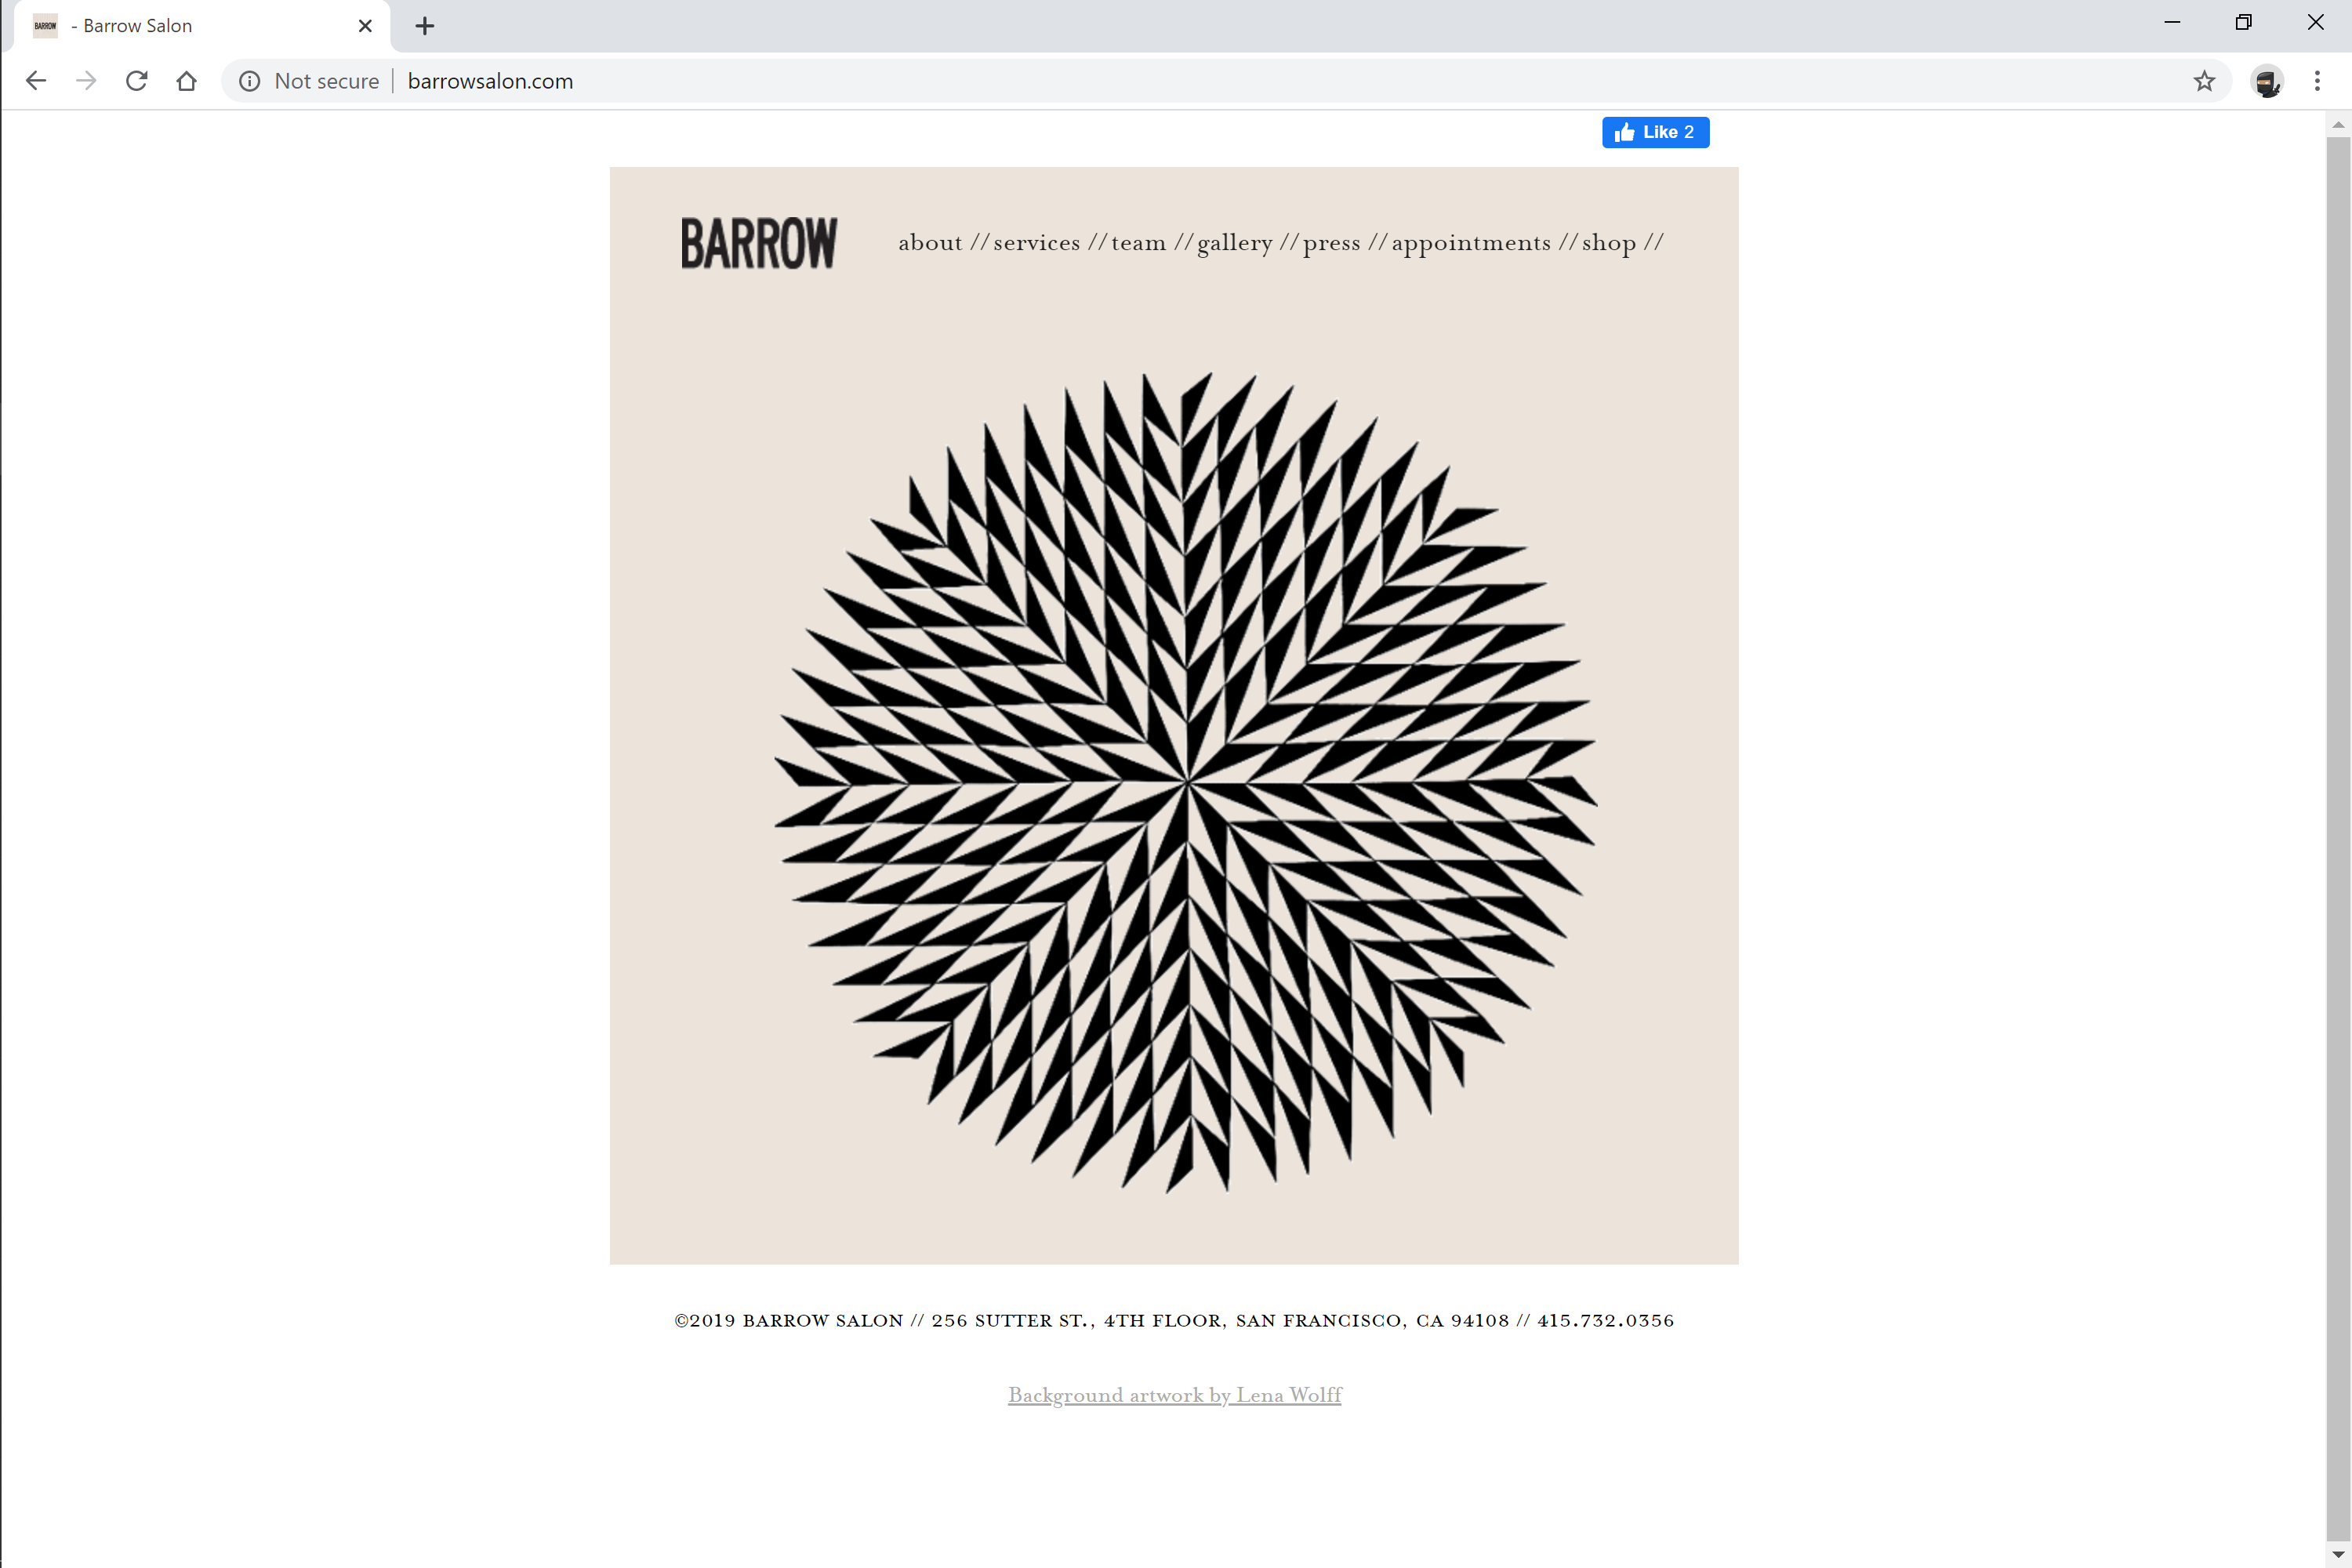 BARROW - Barrow Salon
Not secure barrowsalon.com
Like 2
BARROW about // services // team // gallery // press // appointments // shop //
©2019 BARROW SALON // 256 SUTTER ST., 4TH FLOOR, SAN FRANCISCO, CA 94108 // 415.732.0356
Background artwork by Lena Wolff